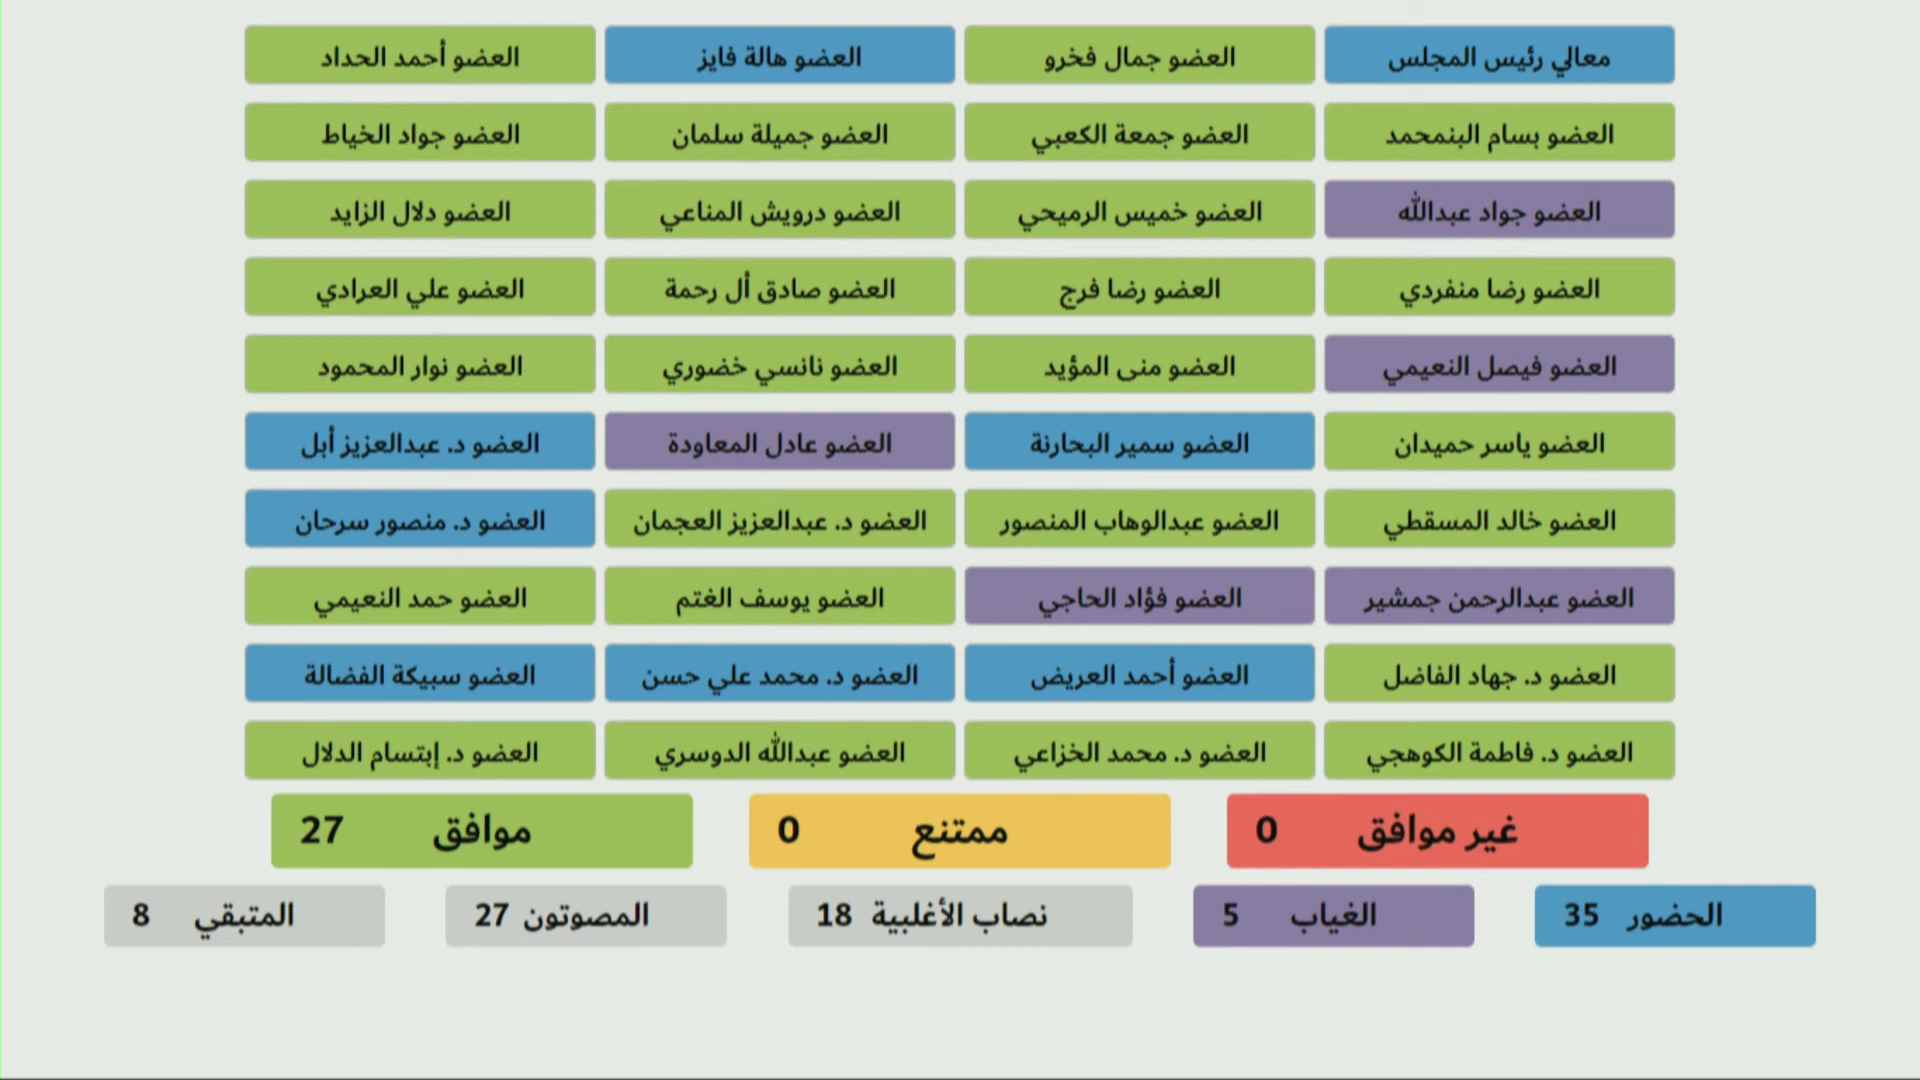 معالي رئيس المجلس
العضو جمال فخرو
العضو هالة فايز
العضو أحمد الحداد
العضو بسام البنمحمد
العضو جمعة الكعبي
العضو جميلة سلمان
العضو جواد الخياط
العضو جواد عبدالله
العضو خميس الرميحي
العضو درويش المناعي
العضو دلال الزايد
العضو رضا منفردي
العضو رضا فرج
العضو صادق أل رحمة
العضو علي العرادي
العضو فيصل النعيمي
العضو منى المؤيد
العضو نانسي خضوري
العضو نوار المحمود
العضو ياسر حميدان
العضو سمير البحارنة
العضو عادل المعاودة
العضو د. عبدالعزيز أبل
العضو خالد المسقطي
العضو عبدالوهاب المنصور
العضو د. عبدالعزيز العجمان
العضو د. منصور سرحان
العضو عبدالرحمن جمشير
العضو فؤاد الحاجي
العضو يوسف الغتم
العضو حمد النعيمي
العضو د. جهاد الفاضل
العضو أحمد العريض
العضو د. محمد علي حسن
العضو سبيكة الفضالة
العضو د. فاطمة الكوهجي
العضو د. محمد الخزاعي
العضو عبدالله الدوسري
العضو د. إبتسام الدلال
غير موافق 0
ممتنع 0
موافق 27
الحضور 35
الغياب 5
نصاب الأغلبية 18
المصوتون 27
المتبقي 8